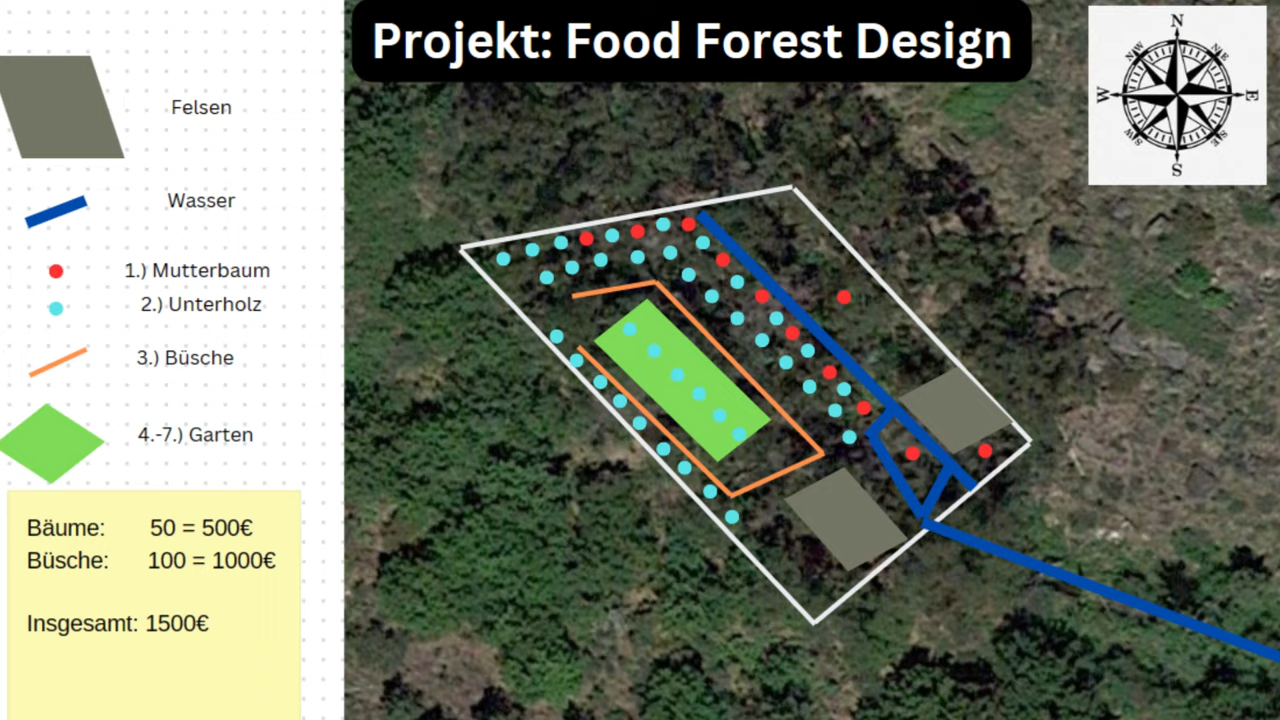 Projekt: Food Forest Design
Felsen
Wasser
1.) Mutterbaum
2.) Unterholz
3.) Büsche
4.-7.) Garten
Bäume: 50 = 500€
Büsche: 100 = 1000€
Insgesamt: 1500€
N
NW NE
W E
SW SE
S